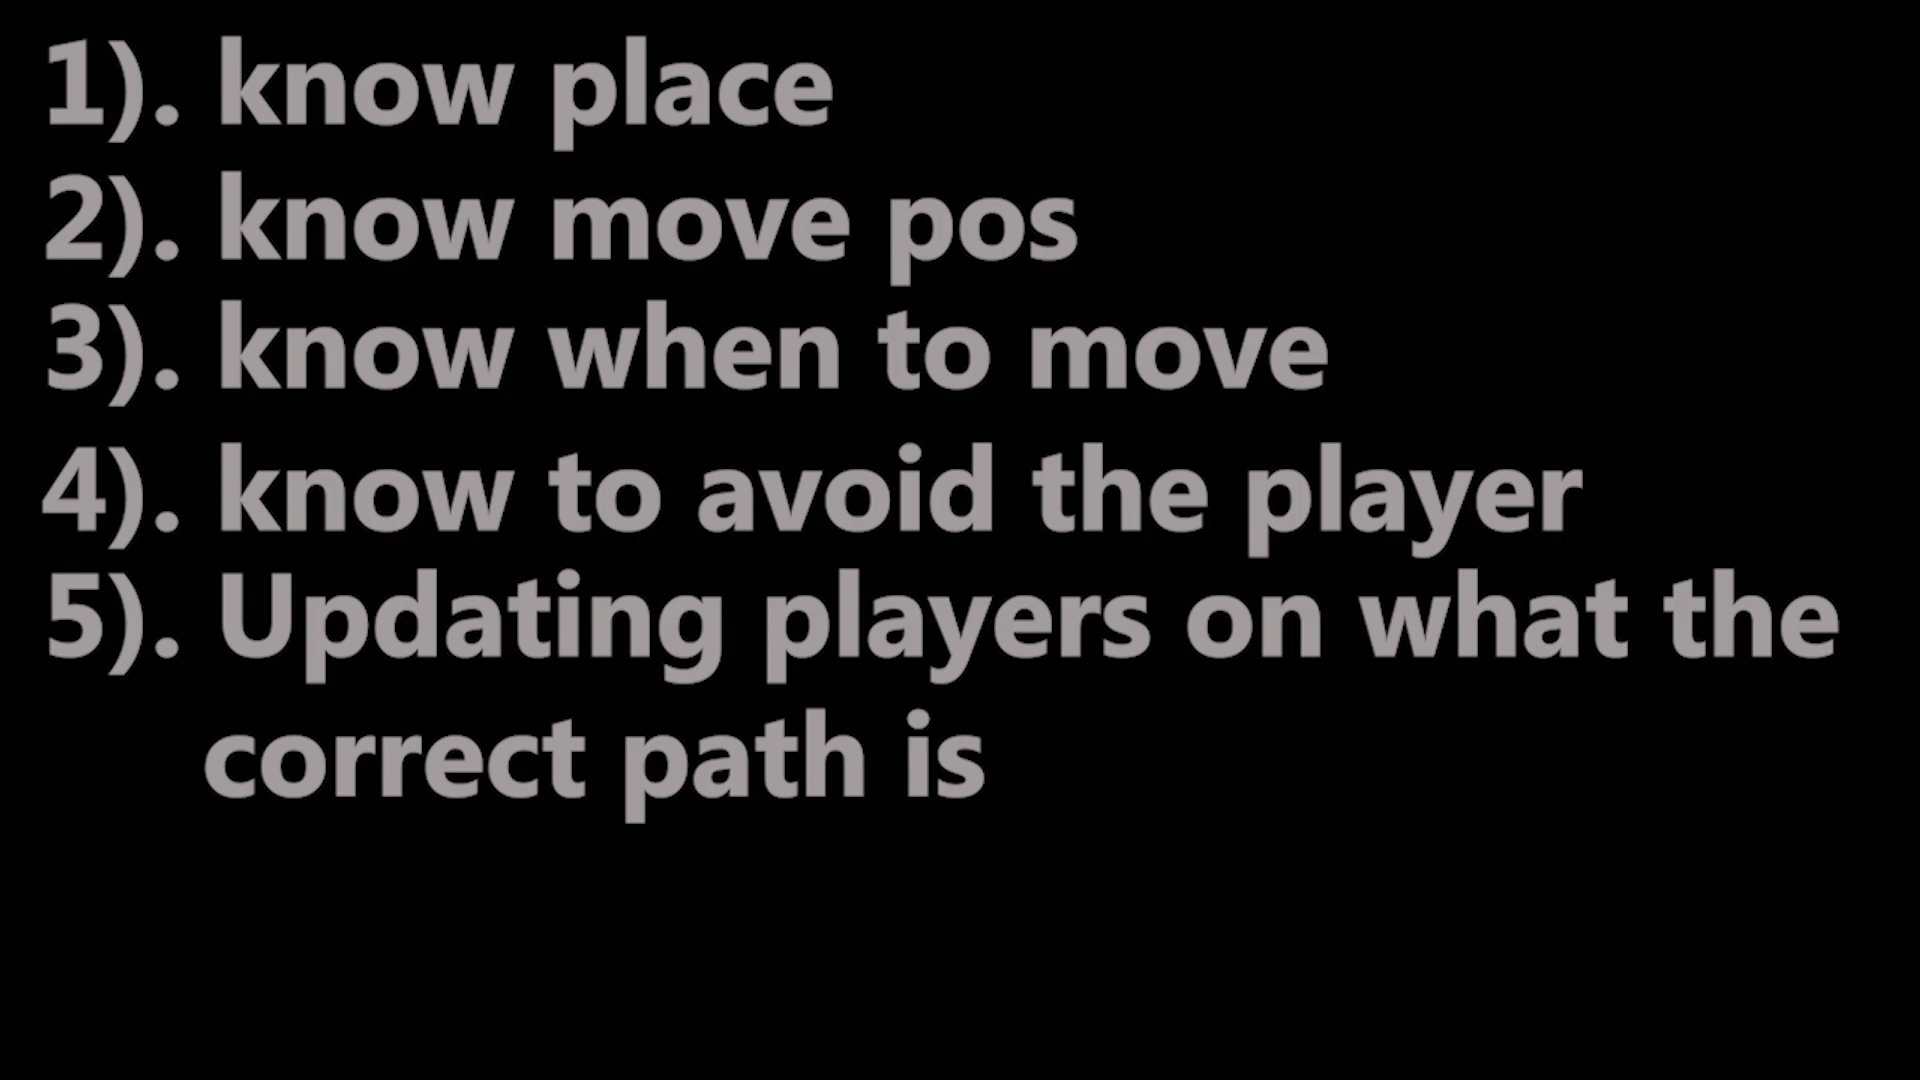 1). know place
2). know move pos
3). know when to move
4). know to avoid the player
5). Updating players on what the
correct path is